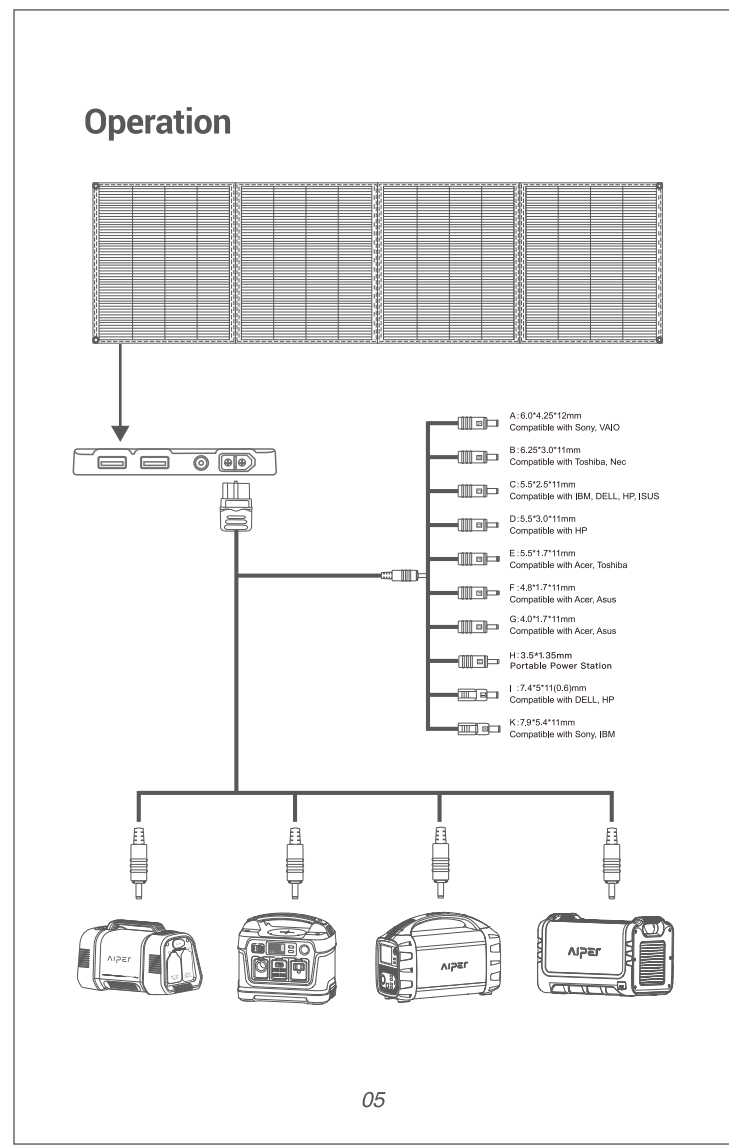 Operation
A:6.0*4.25*12mm
Compatible with Sony, VAIO
B:6.25*3.0*11mm
Compatible with Toshiba, Nec
C:5.5*2.5*11mm
Compatible with IBM, DELL, HP, ISUS
D:5.5*3.0*11mm
Compatible with HP
E:5.5*1.7*11mm
Compatible with Acer, Toshiba
F:4.8*1.7*11mm
Compatible with Acer, Asus
G:4.0*1.7*11mm
Compatible with Acer, Asus
H:3.5*1.35mm
Portable Power Station
I :7.4*5*11(0.6)mm
Compatible with DELL, HP
K:7.9*5.4*11mm
Compatible with Sony, IBM
AIPER
AIPER
AIPER
05